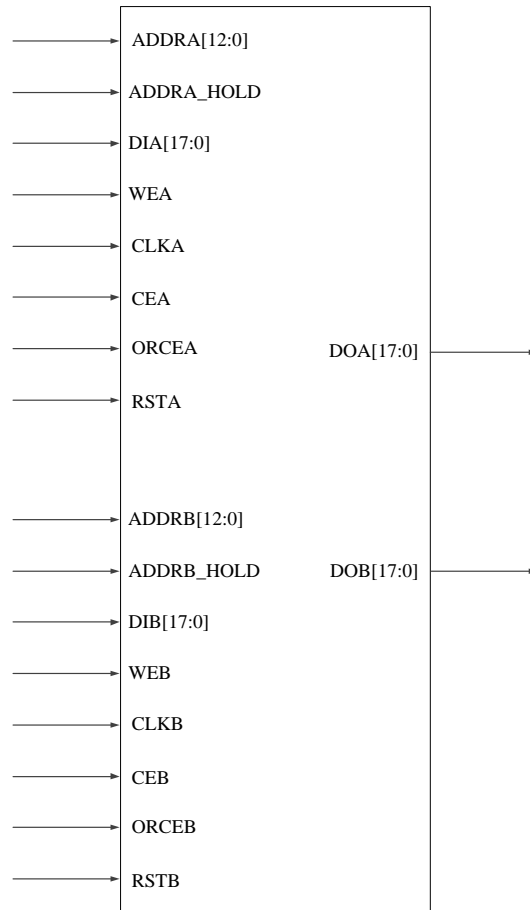 ADDRA[12:0]
ADDRA_HOLD
DIA[17:0]
WEA
CLKA
CEA
ORCEA
DOA[17:0]
RSTA
ADDRB[12:0]
ADDRB_HOLD
DOB[17:0]
DIB[17:0]
WEB
CLKB
CEB
ORCEB
RSTB